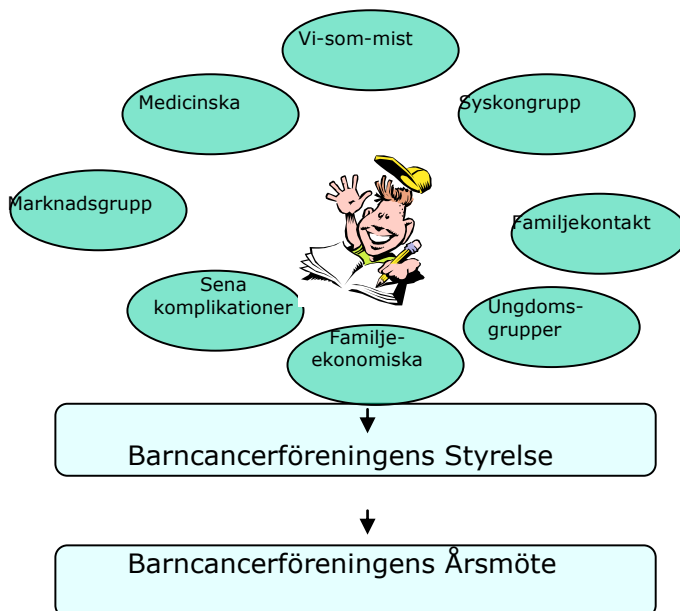 Vi-som-mist
Medicinska
Syskongrupp
Marknadsgrupp
Familjekontakt
Sena
komplikationer
Ungdoms-
grupper
Familje-
ekonomiska
Barncancerföreningens Styrelse
Barncancerföreningens Årsmöte